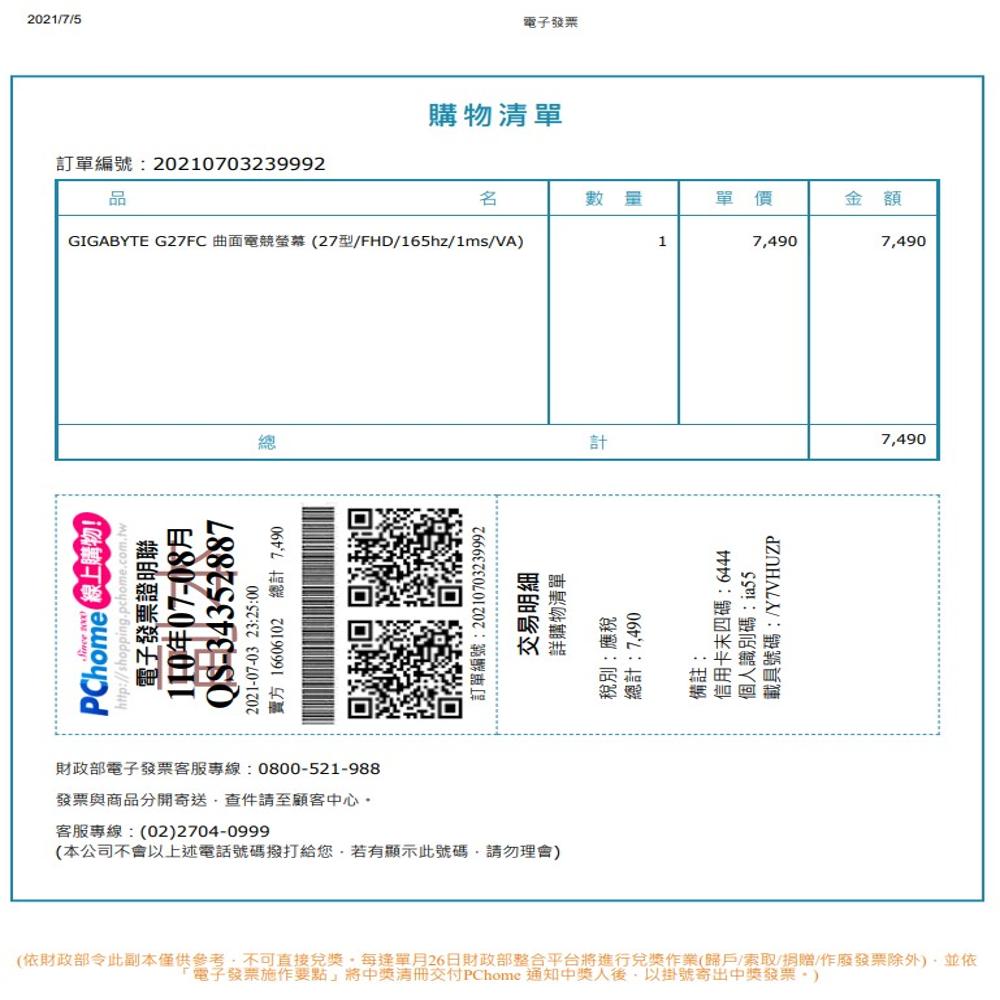 2021/7/5
電子發票
購物清單
訂單編號：20210703239992
品 名 數 量 單 價 金 額
GIGABYTE G27FC 曲面電競螢幕 (27型/FHD/165hz/1ms/VA) 1 7,490 7,490
總 計 7,490
PChome 線上購物!
Since 2000
http://shopping.pchome.com.tw
電子發票證明聯
副本
110年07-08月
QS-34352887
2021-07-03 23:25:00
賣方 16606102 總計 7,490
訂單編號：20210703239992
交易明細
詳購物清單
稅別：應稅
總計：7,490
備註：
信用卡末四碼：6444
個人識別碼：ia55
載具號碼：/Y7VHUZP
財政部電子發票客服專線：0800-521-988
發票與商品分開寄送，查件請至顧客中心。
客服專線：(02)2704-0999
(本公司不會以上述電話號碼撥打給您，若有顯示此號碼，請勿理會)
(依財政部令此副本僅供參考，不可直接兌獎。每逢單月26日財政部整合平台將進行兌獎作業(歸戶/索取/捐贈/作廢發票除外)，並依
「電子發票施作要點」將中獎清冊交付PChome 通知中獎人後，以掛號寄出中獎發票。)